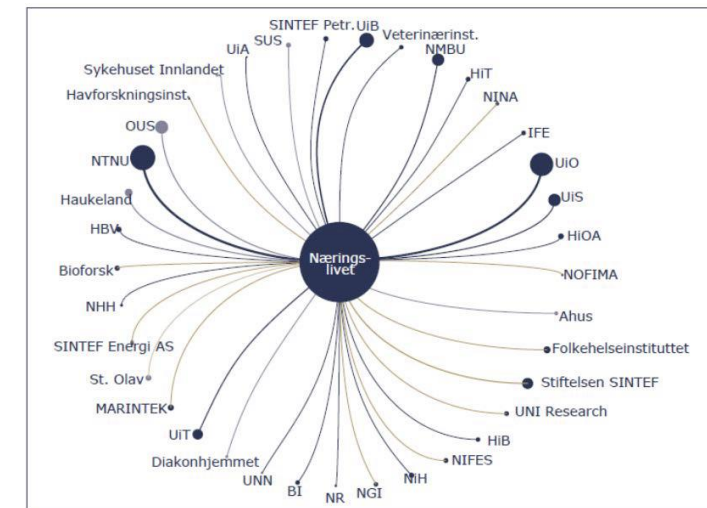 SINTEF Petr.
UiB
Veterinærinst.
SUS
NMBU
UiA
HiT
Sykehuset Innlandet
NINA
Havforskningsinst.
OUS
IFE
NTNU
UiO
UiS
Haukeland
HBV
HiOA
Nærings-
livet
Bioforsk
NOFIMA
NHH
Ahus
SINTEF Energi AS
Folkehelseinstituttet
St. Olav
Stiftelsen SINTEF
MARINTEK
UNI Research
UiT
HiB
Diakonhjemmet
NIFES
UNN
NiH
BI
NR
NGI